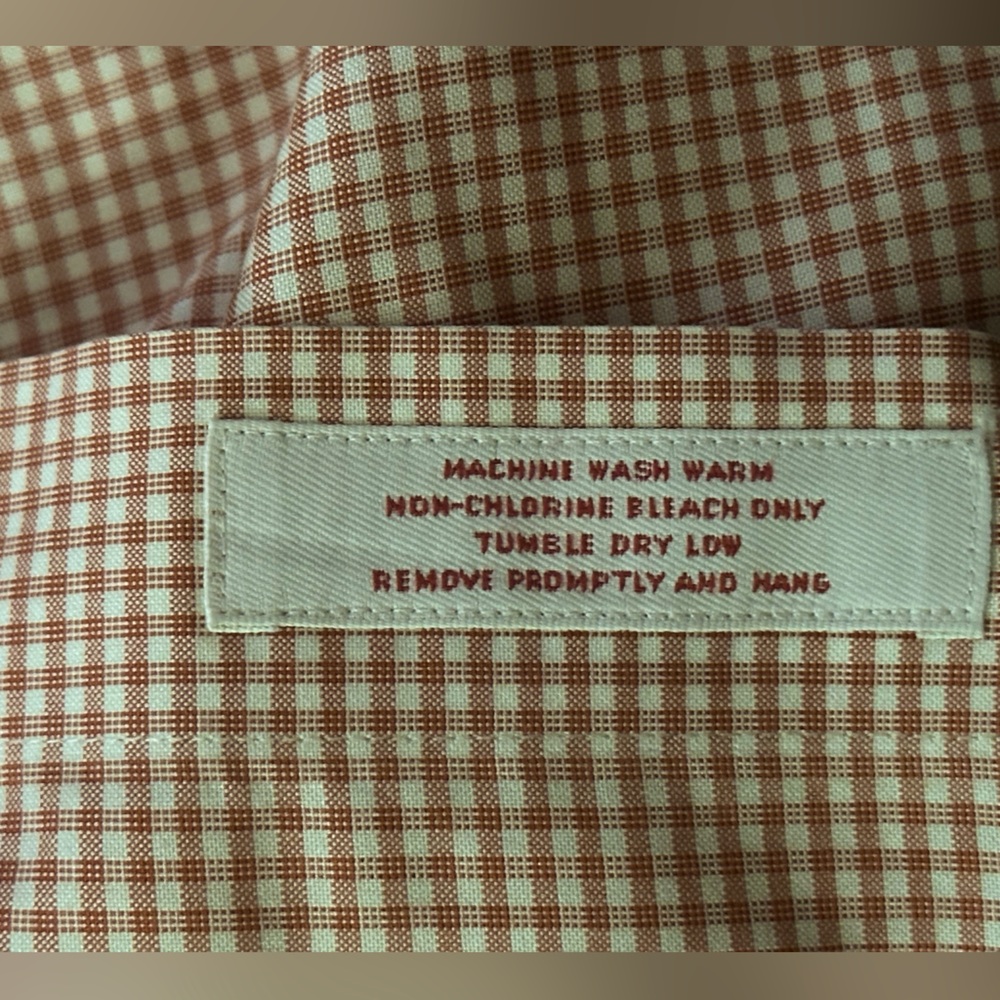 MACHINE WASH WARM
NON-CHLORINE BLEACH ONLY
TUMBLE DRY LOW
REMOVE PROMPTLY AND HANG